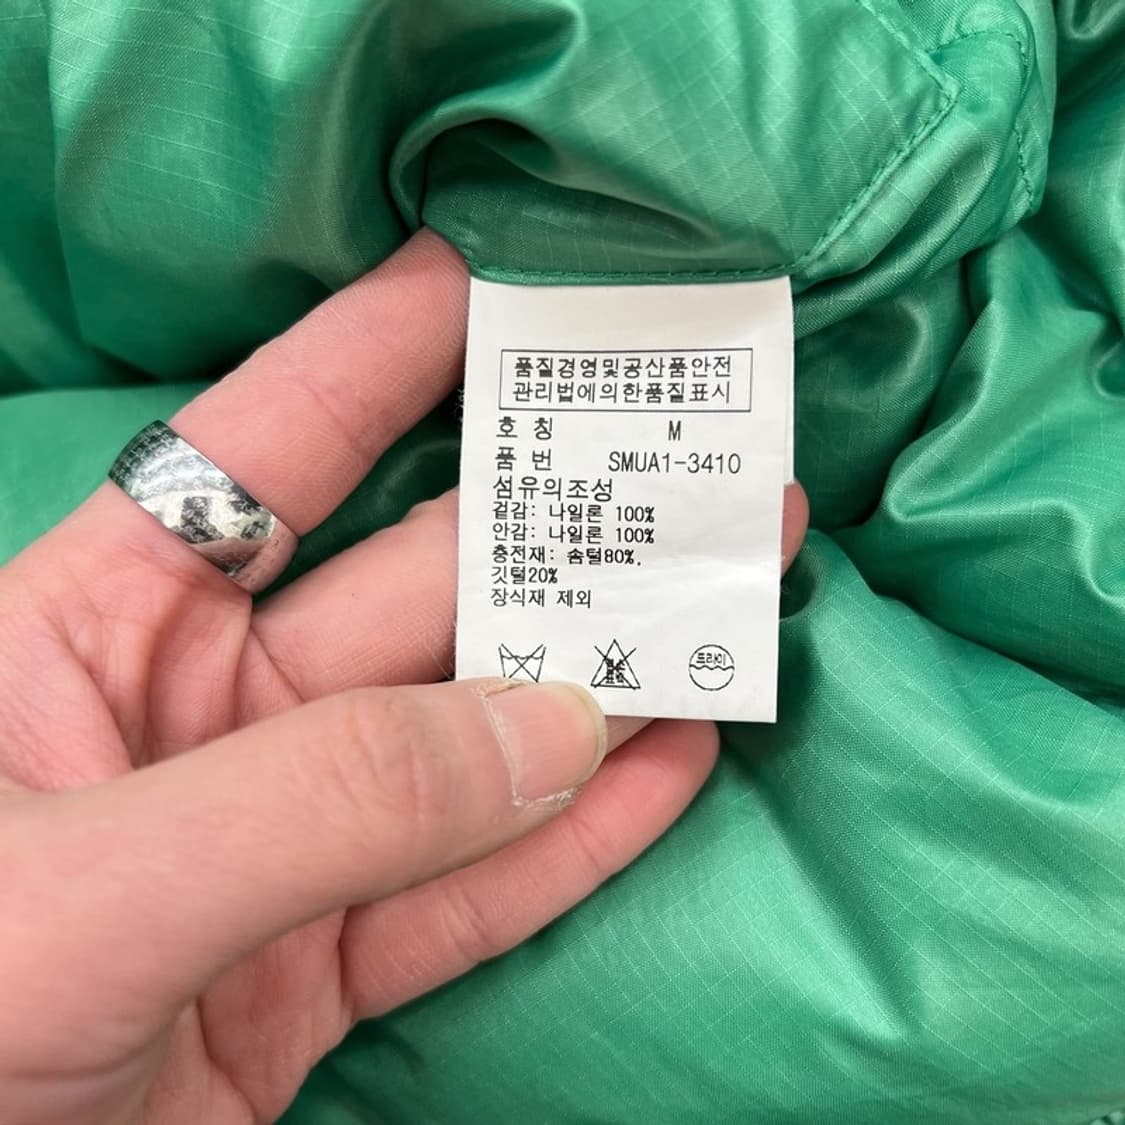 품질경영및공산품안전
관리법에의한품질표시
호 칭 M
품 번 SMUA1-3410
섬유의조성
겉감: 나일론 100%
안감: 나일론 100%
충전재: 솜털80%,
깃털20%
장식재 제외
드라이